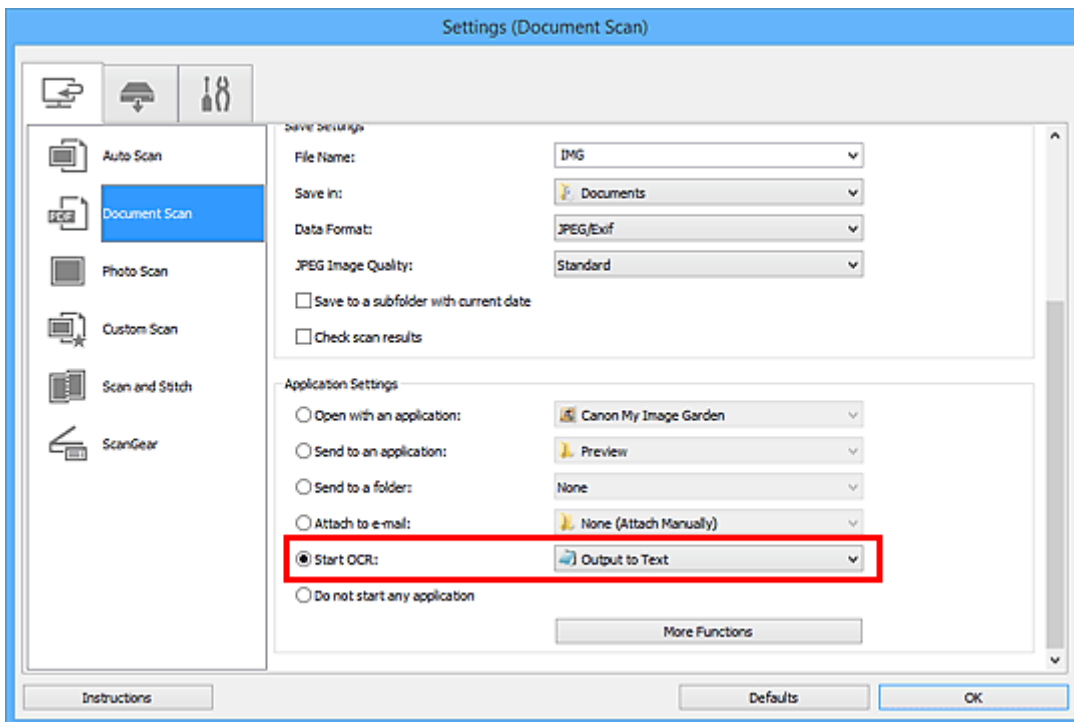 Settings (Document Scan)
Save Settings
Auto Scan
File Name: IMG
Save in: Documents
Document Scan
Data Format: JPEG/Exif
Photo Scan
JPEG Image Quality: Standard
Save to a subfolder with current date
Custom Scan
Check scan results
Scan and Stitch
Application Settings
Open with an application: Canon My Image Garden
ScanGear
Send to an application: Preview
Send to a folder: None
Attach to e-mail: None (Attach Manually)
Start OCR: Output to Text
Do not start any application
More Functions
Instructions
Defaults
OK
PDF